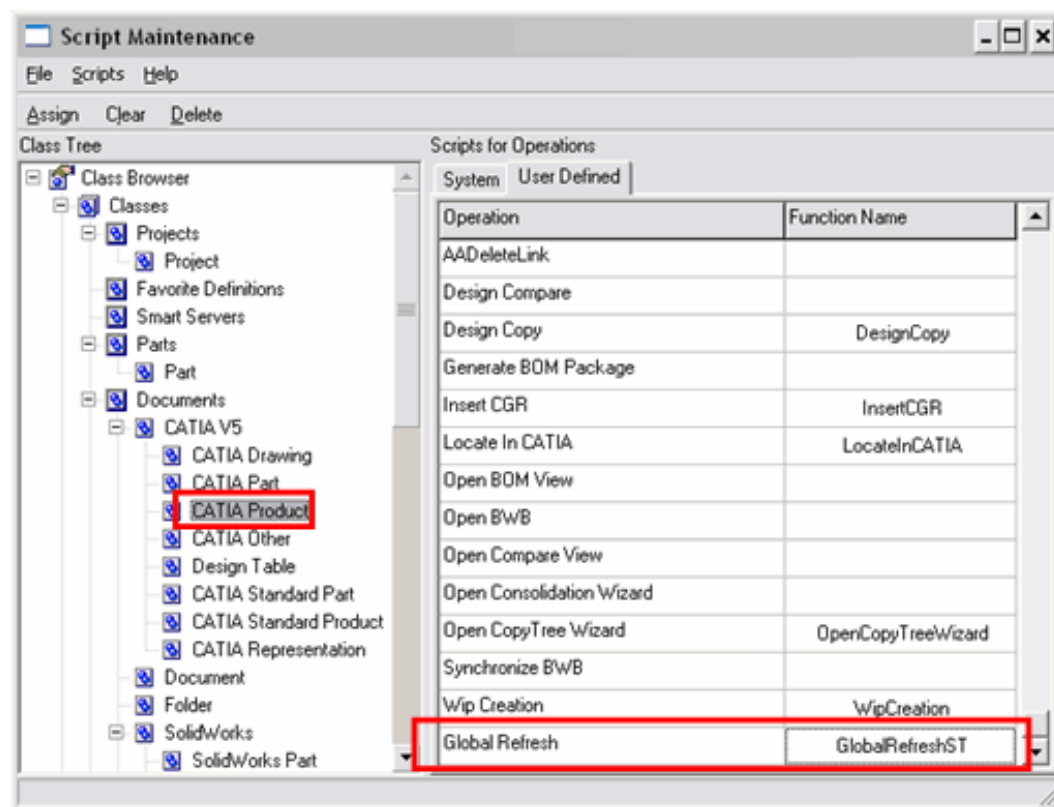 Script Maintenance
File Scripts Help
Assign Clear Delete
Class Tree
Class Browser
Classes
Projects
Project
Favorite Definitions
Smart Servers
Parts
Part
Documents
CATIA V5
CATIA Drawing
CATIA Part
CATIA Product
CATIA Other
Design Table
CATIA Standard Part
CATIA Standard Product
CATIA Representation
Document
Folder
SolidWorks
SolidWorks Part
Scripts for Operations
System User Defined
Operation Function Name
AADeleteLink
Design Compare
Design Copy DesignCopy
Generate BOM Package
Insert CGR InsertCGR
Locate In CATIA LocateInCATIA
Open BOM View
Open BWB
Open Compare View
Open Consolidation Wizard
Open CopyTree Wizard OpenCopyTreeWizard
Synchronize BWB
Wip Creation WipCreation
Global Refresh GlobalRefreshST